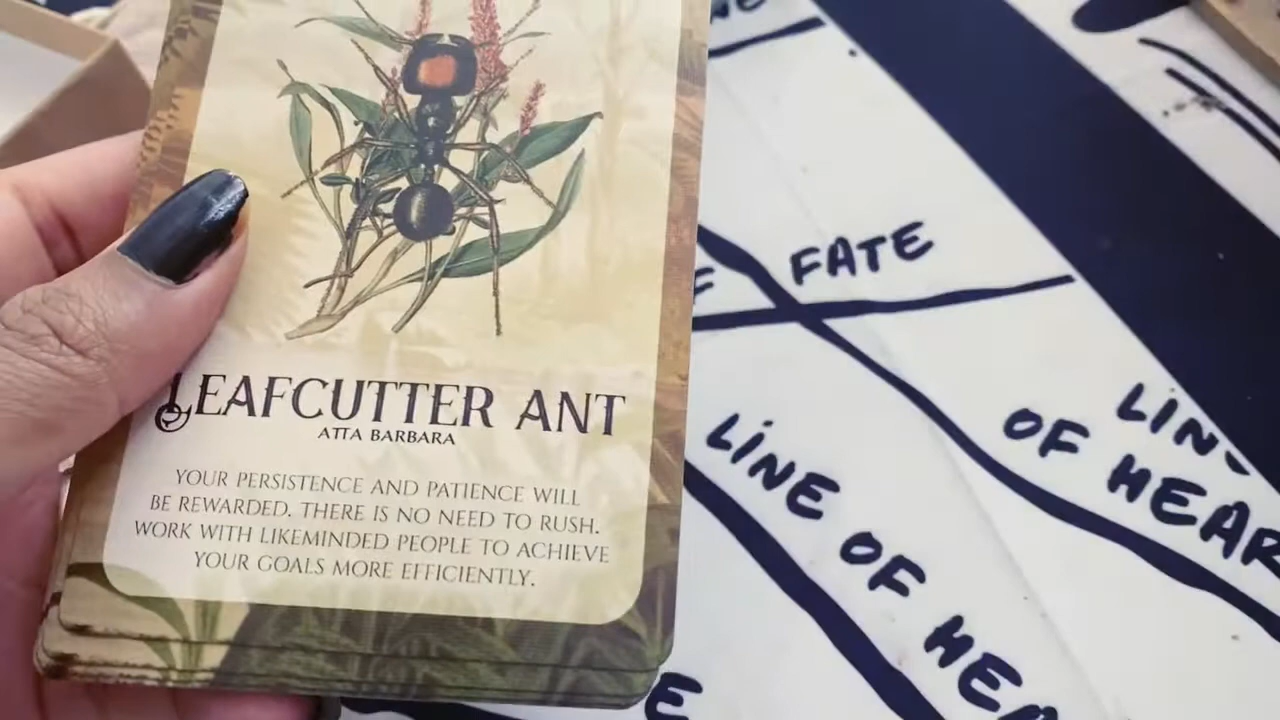 LEAFCUTTER ANT
ATTA BARBARA
YOUR PERSISTENCE AND PATIENCE WILL
BE REWARDED. THERE IS NO NEED TO RUSH.
WORK WITH LIKEMINDED PEOPLE TO ACHIEVE
YOUR GOALS MORE EFFICIENTLY.
FATE
OF HEAR
LINE OF HEA